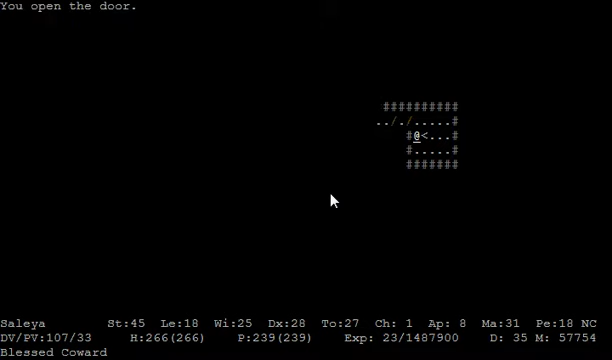 You open the door.
##########
../././.....#
#@<...#
#.....#
#######
Saleya St:45 Le:18 Wi:25 Dx:28 To:27 Ch: 1 Ap: 8 Ma:31 Pe:18 NC
DV/PV:107/33 H:266(266) P:239(239) Exp: 23/1487900 D: 35 M: 57754
Blessed Coward